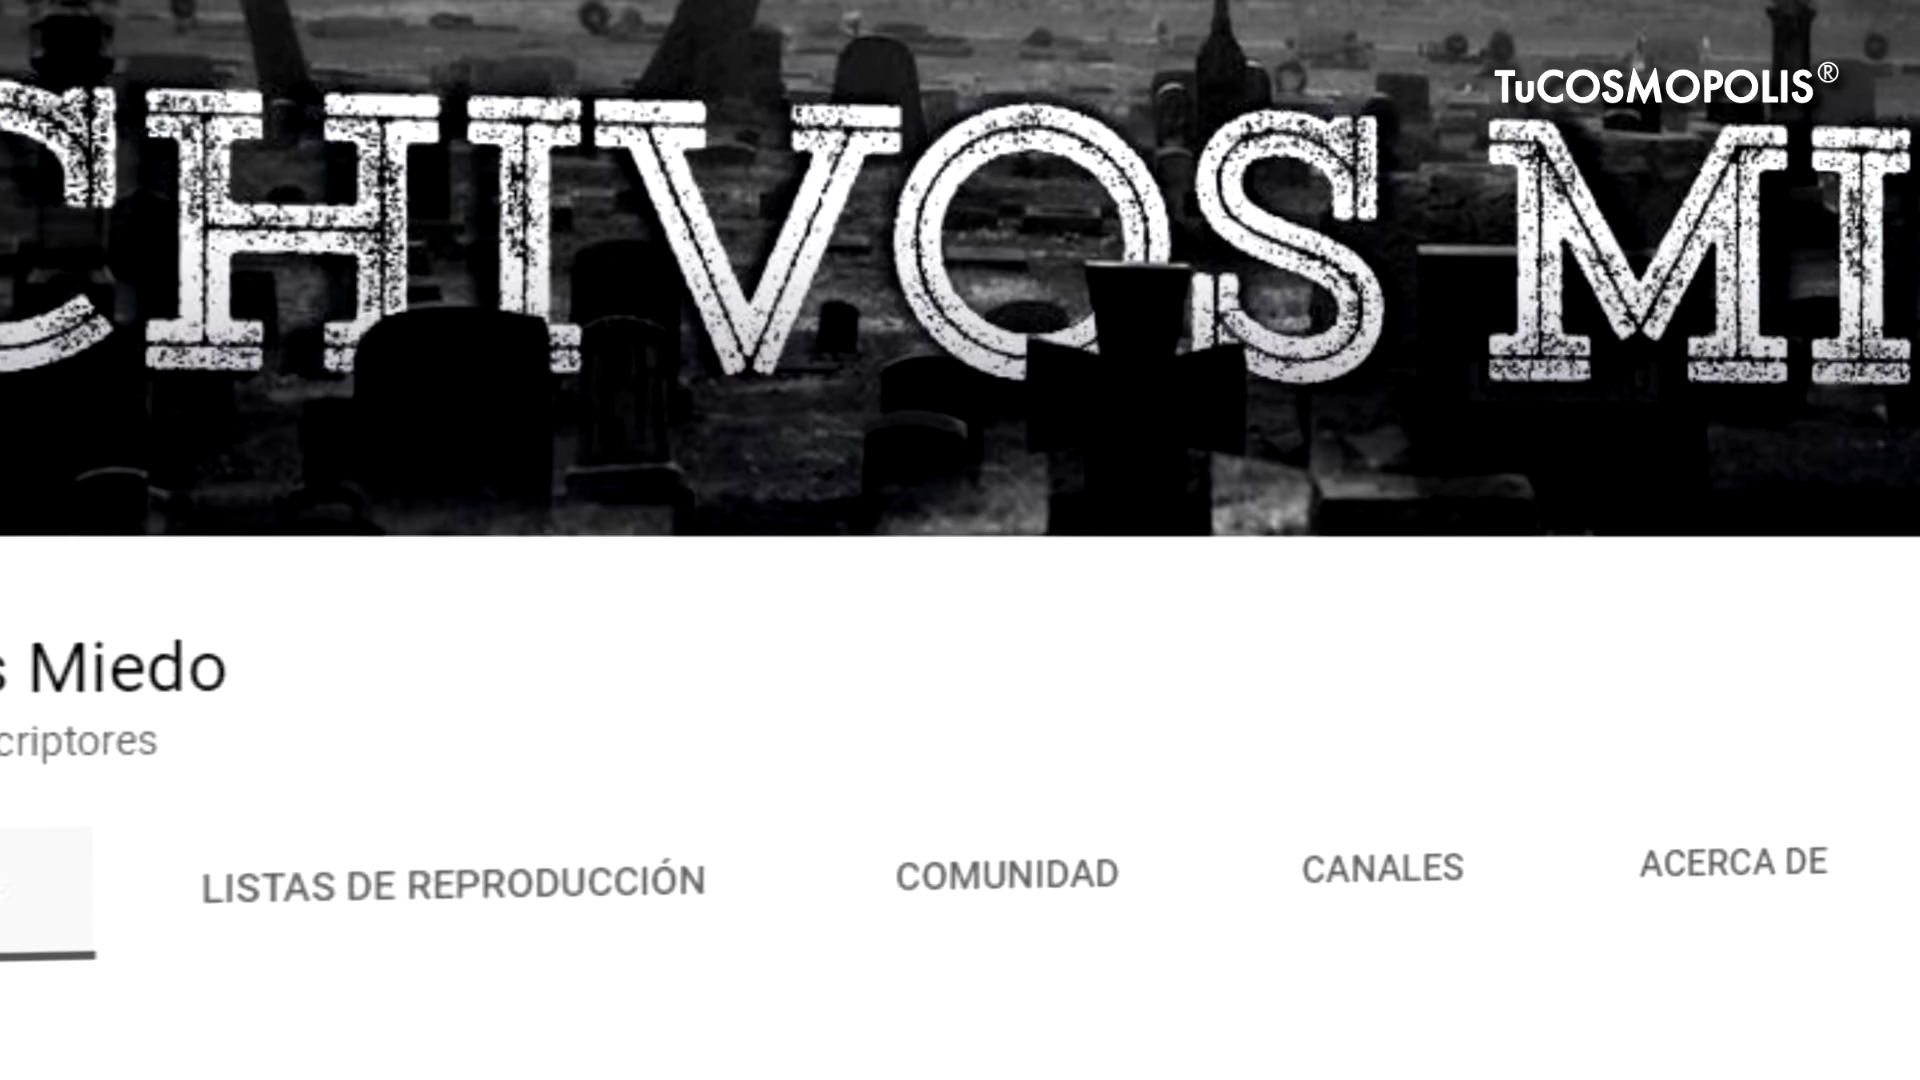 TuCOSMOPOLIS®
CHIVOS MI
s Miedo
criptores
LISTAS DE REPRODUCCIÓN
COMUNIDAD
CANALES
ACERCA DE